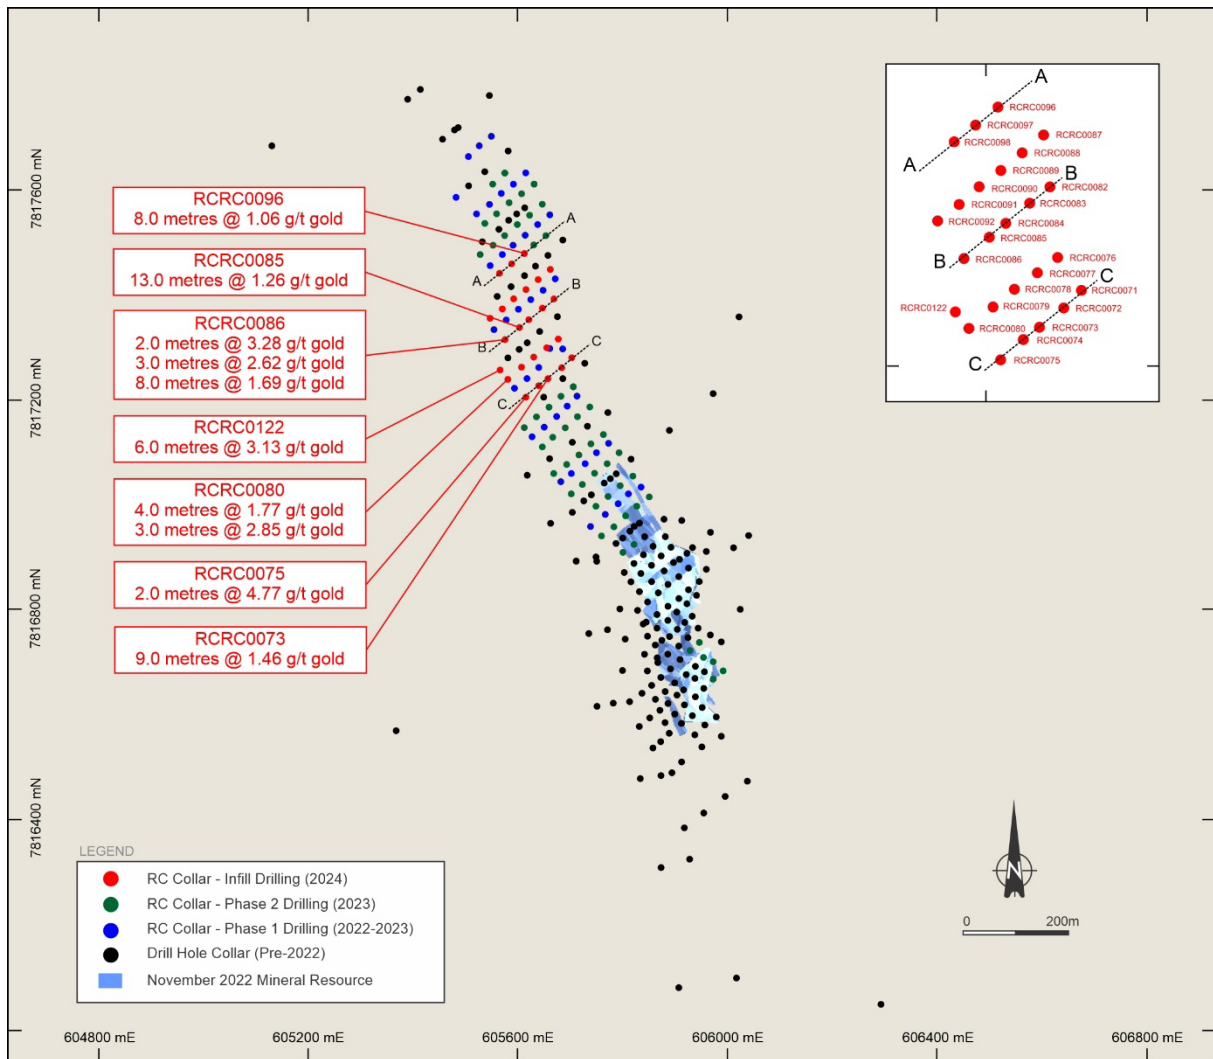 7817600 mN
7817200 mN
7816800 mN
7816400 mN
RCRC0096
8.0 metres @ 1.06 g/t gold
RCRC0085
13.0 metres @ 1.26 g/t gold
RCRC0086
2.0 metres @ 3.28 g/t gold
3.0 metres @ 2.62 g/t gold
8.0 metres @ 1.69 g/t gold
RCRC0122
6.0 metres @ 3.13 g/t gold
RCRC0080
4.0 metres @ 1.77 g/t gold
3.0 metres @ 2.85 g/t gold
RCRC0075
2.0 metres @ 4.77 g/t gold
RCRC0073
9.0 metres @ 1.46 g/t gold
A
A
B
B
C
C
A
RCRC0096
RCRC0097
RCRC0087
RCRC0098
RCRC0088
A
RCRC0089
B
RCRC0090
RCRC0082
RCRC0091
RCRC0083
RCRC0092
RCRC0084
RCRC0085
B
RCRC0086
RCRC0076
RCRC0077
C
RCRC0078
RCRC0071
RCRC0122
RCRC0079
RCRC0072
RCRC0080
RCRC0073
RCRC0074
C
RCRC0075
LEGEND
RC Collar - Infill Drilling (2024)
RC Collar - Phase 2 Drilling (2023)
RC Collar - Phase 1 Drilling (2022-2023)
Drill Hole Collar (Pre-2022)
November 2022 Mineral Resource
N
0 200m
604800 mE 605200 mE 605600 mE 606000 mE 606400 mE 606800 mE